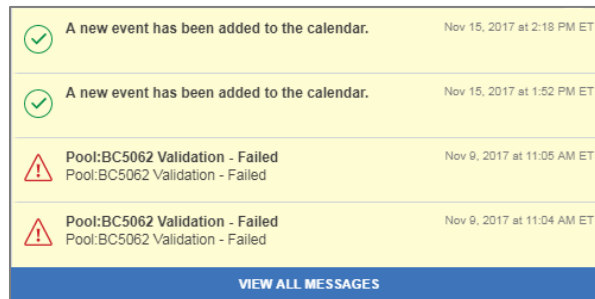 A new event has been added to the calendar. Nov 15, 2017 at 2:18 PM ET
A new event has been added to the calendar. Nov 15, 2017 at 1:52 PM ET
Pool:BC5062 Validation - Failed Nov 9, 2017 at 11:05 AM ET
Pool:BC5062 Validation - Failed
Pool:BC5062 Validation - Failed Nov 9, 2017 at 11:04 AM ET
Pool:BC5062 Validation - Failed
VIEW ALL MESSAGES